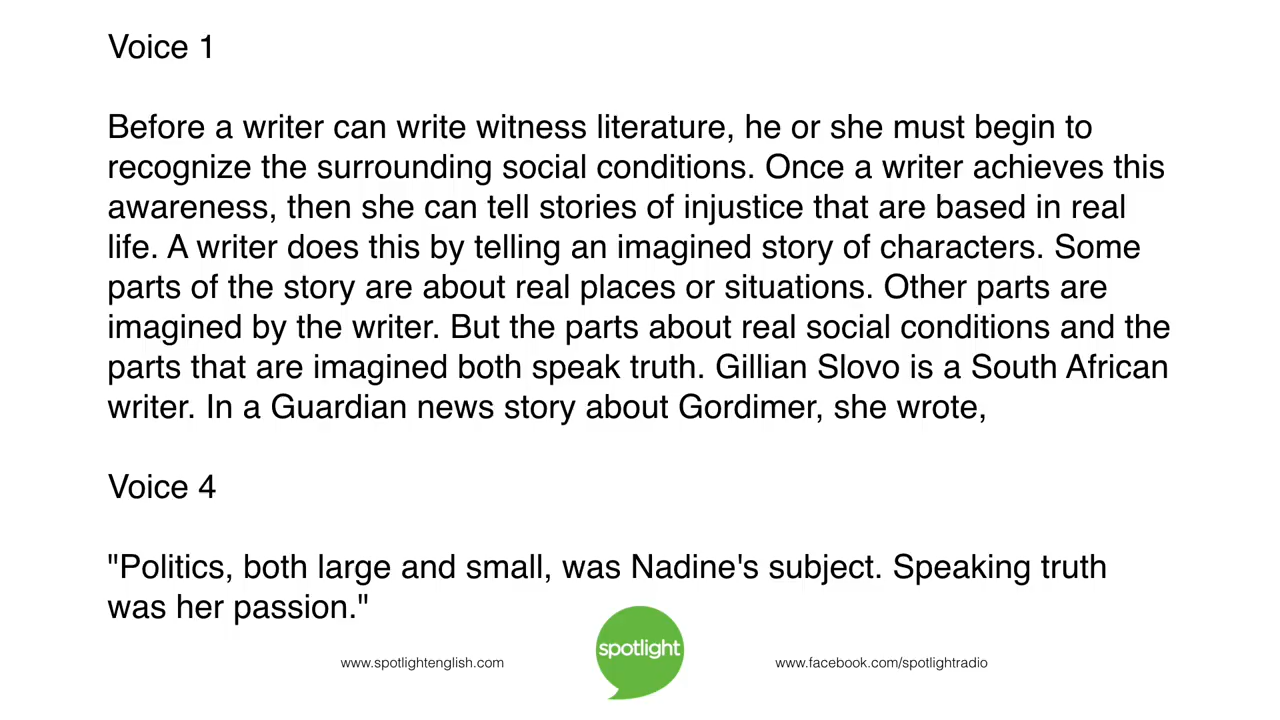 Voice 1
Before a writer can write witness literature, he or she must begin to
recognize the surrounding social conditions. Once a writer achieves this
awareness, then she can tell stories of injustice that are based in real
life. A writer does this by telling an imagined story of characters. Some
parts of the story are about real places or situations. Other parts are
imagined by the writer. But the parts about real social conditions and the
parts that are imagined both speak truth. Gillian Slovo is a South African
writer. In a Guardian news story about Gordimer, she wrote,
Voice 4
"Politics, both large and small, was Nadine's subject. Speaking truth
was her passion."
www.spotlightenglish.com
spotlight
www.facebook.com/spotlightradio